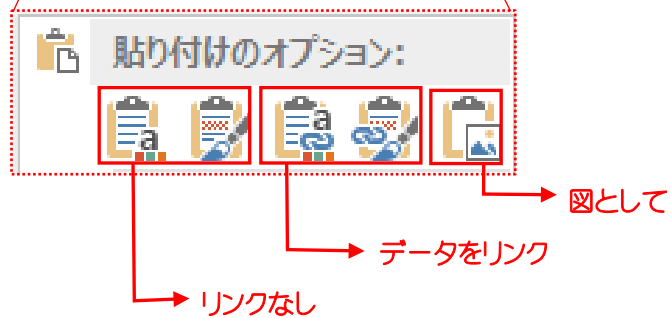 貼り付けのオプション:
a
a
図として
データをリンク
リンクなし